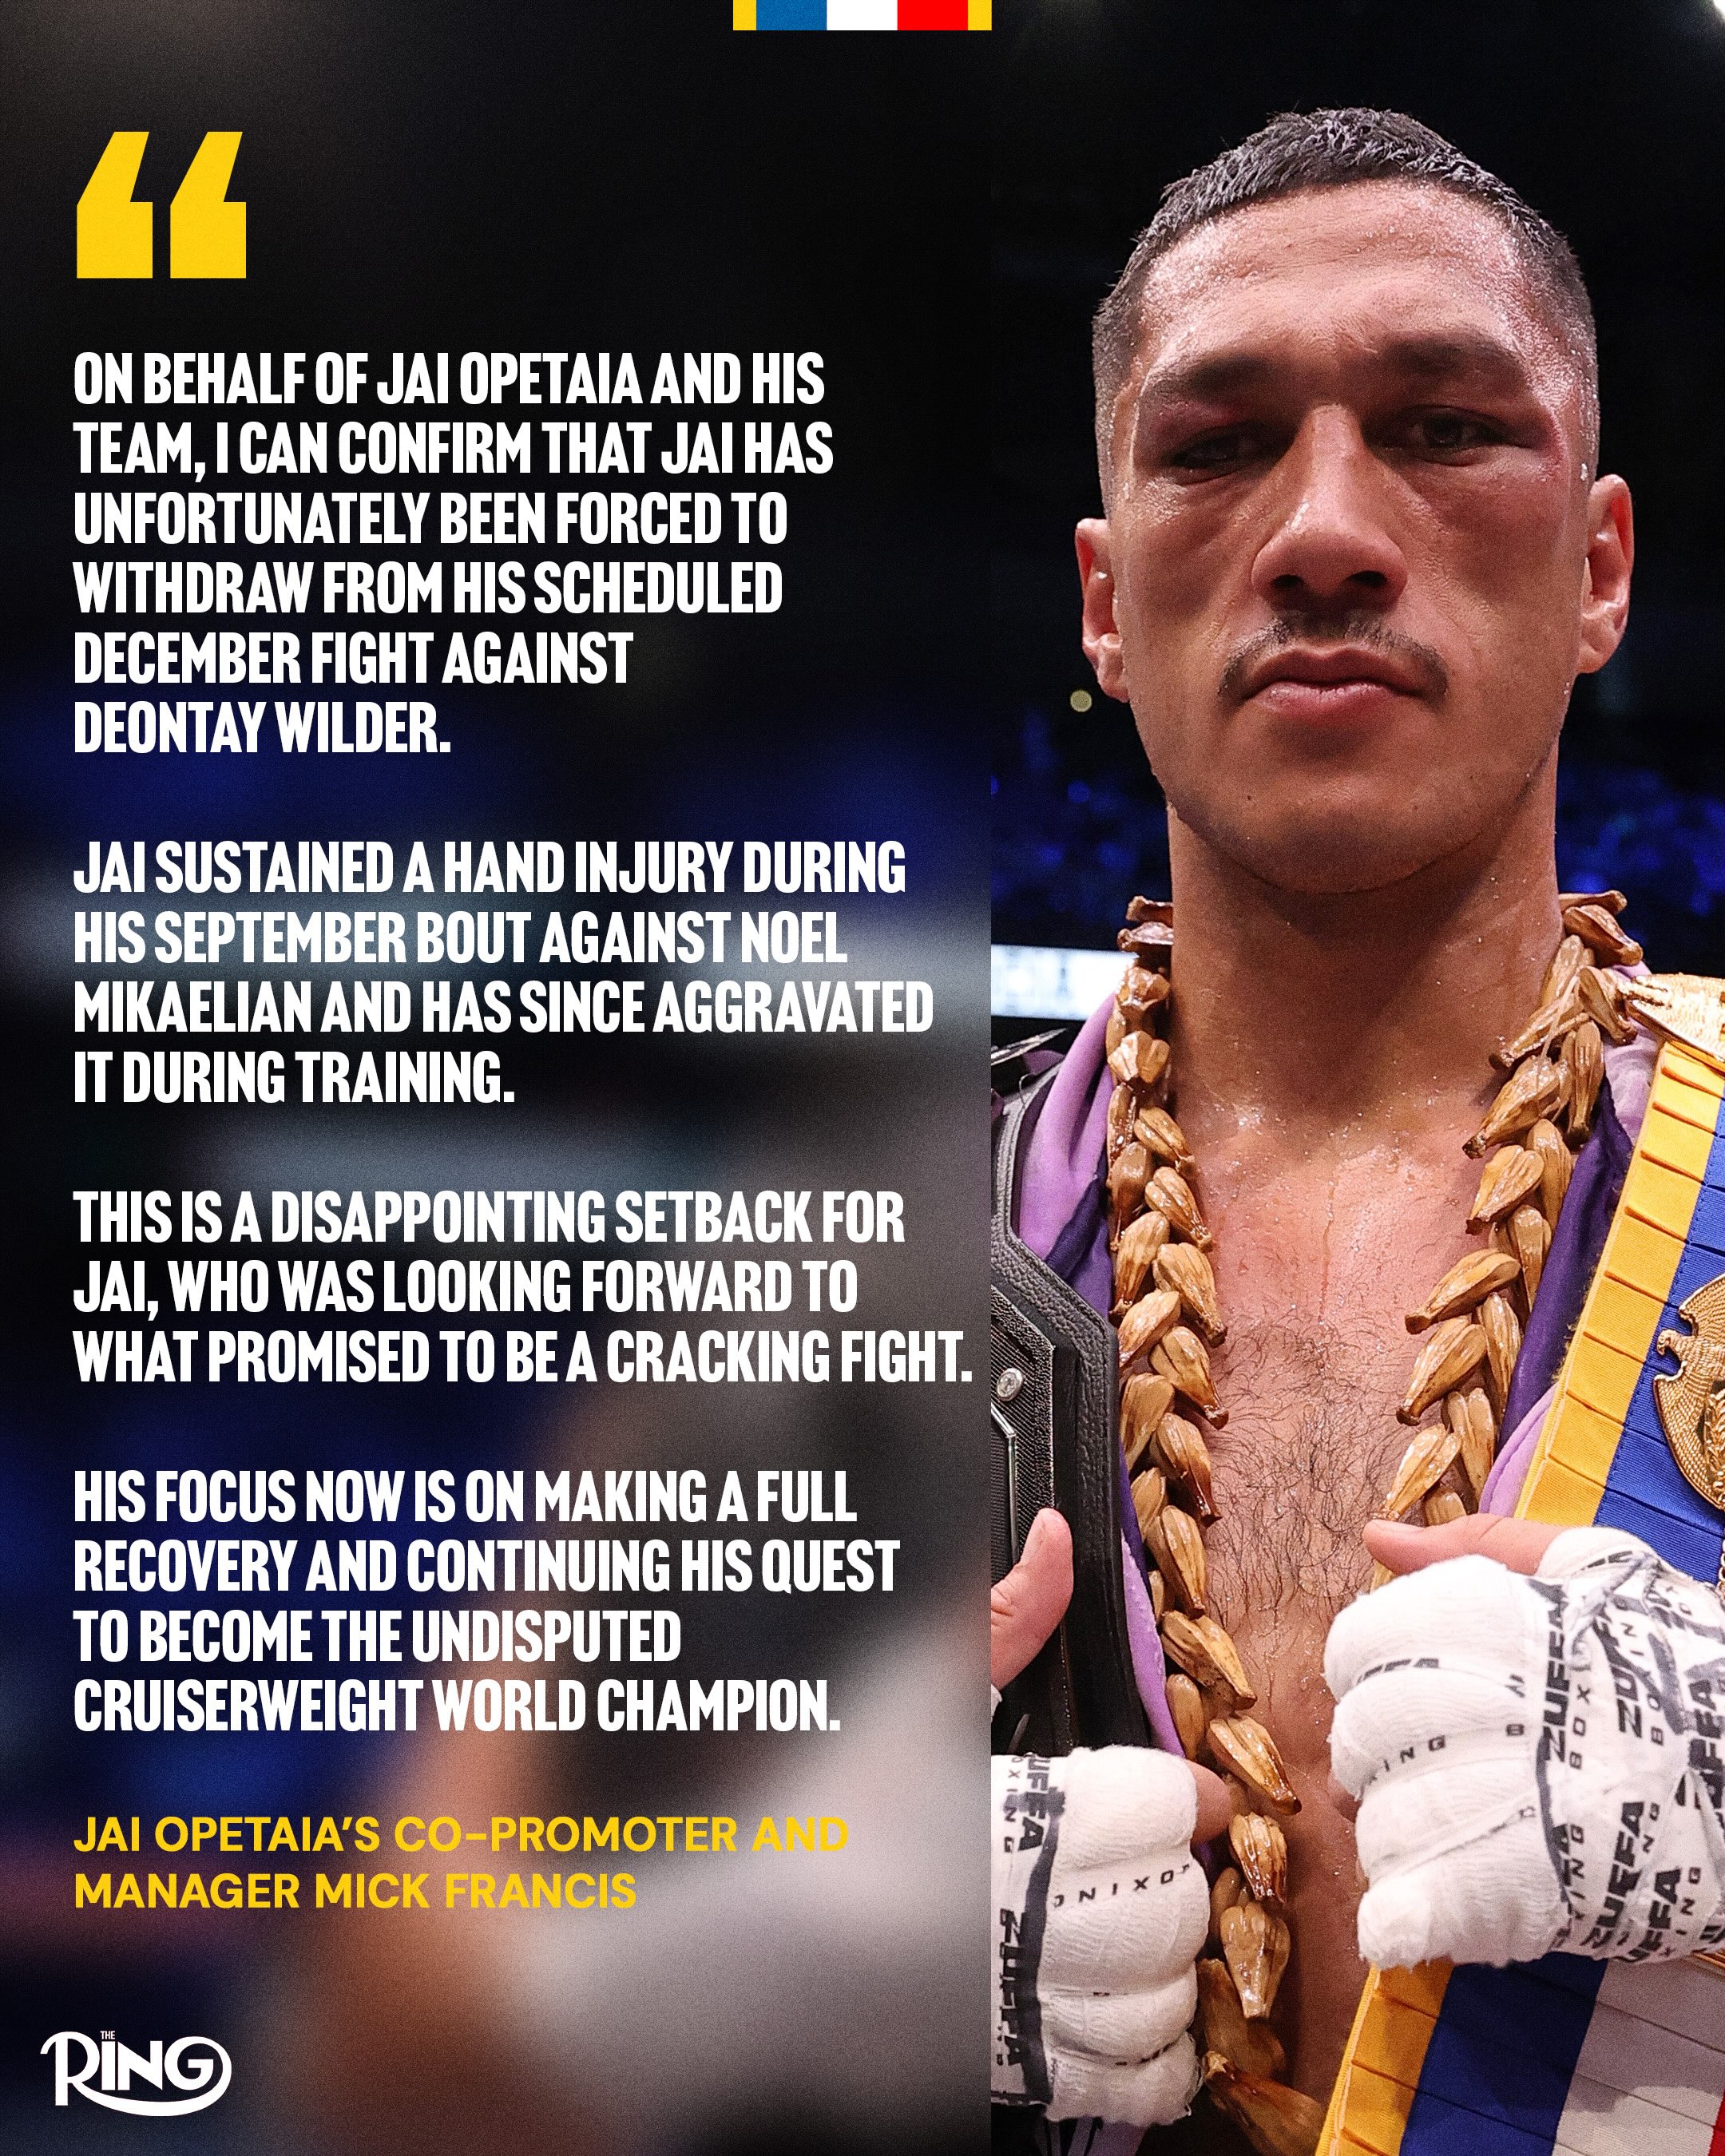 “
ON BEHALF OF JAI OPETAIA AND HIS
TEAM, I CAN CONFIRM THAT JAI HAS
UNFORTUNATELY BEEN FORCED TO
WITHDRAW FROM HIS SCHEDULED
DECEMBER FIGHT AGAINST
DEONTAY WILDER.
JAI SUSTAINED A HAND INJURY DURING
HIS SEPTEMBER BOUT AGAINST NOEL
MIKAELIAN AND HAS SINCE AGGRAVATED
IT DURING TRAINING.
THIS IS A DISAPPOINTING SETBACK FOR
JAI, WHO WAS LOOKING FORWARD TO
WHAT PROMISED TO BE A CRACKING FIGHT.
HIS FOCUS NOW IS ON MAKING A FULL
RECOVERY AND CONTINUING HIS QUEST
TO BECOME THE UNDISPUTED
CRUISERWEIGHT WORLD CHAMPION.
JAI OPETAIA’S CO-PROMOTER AND
MANAGER MICK FRANCIS
THE
RING
ZUFFA
BOXING
ZUFFA